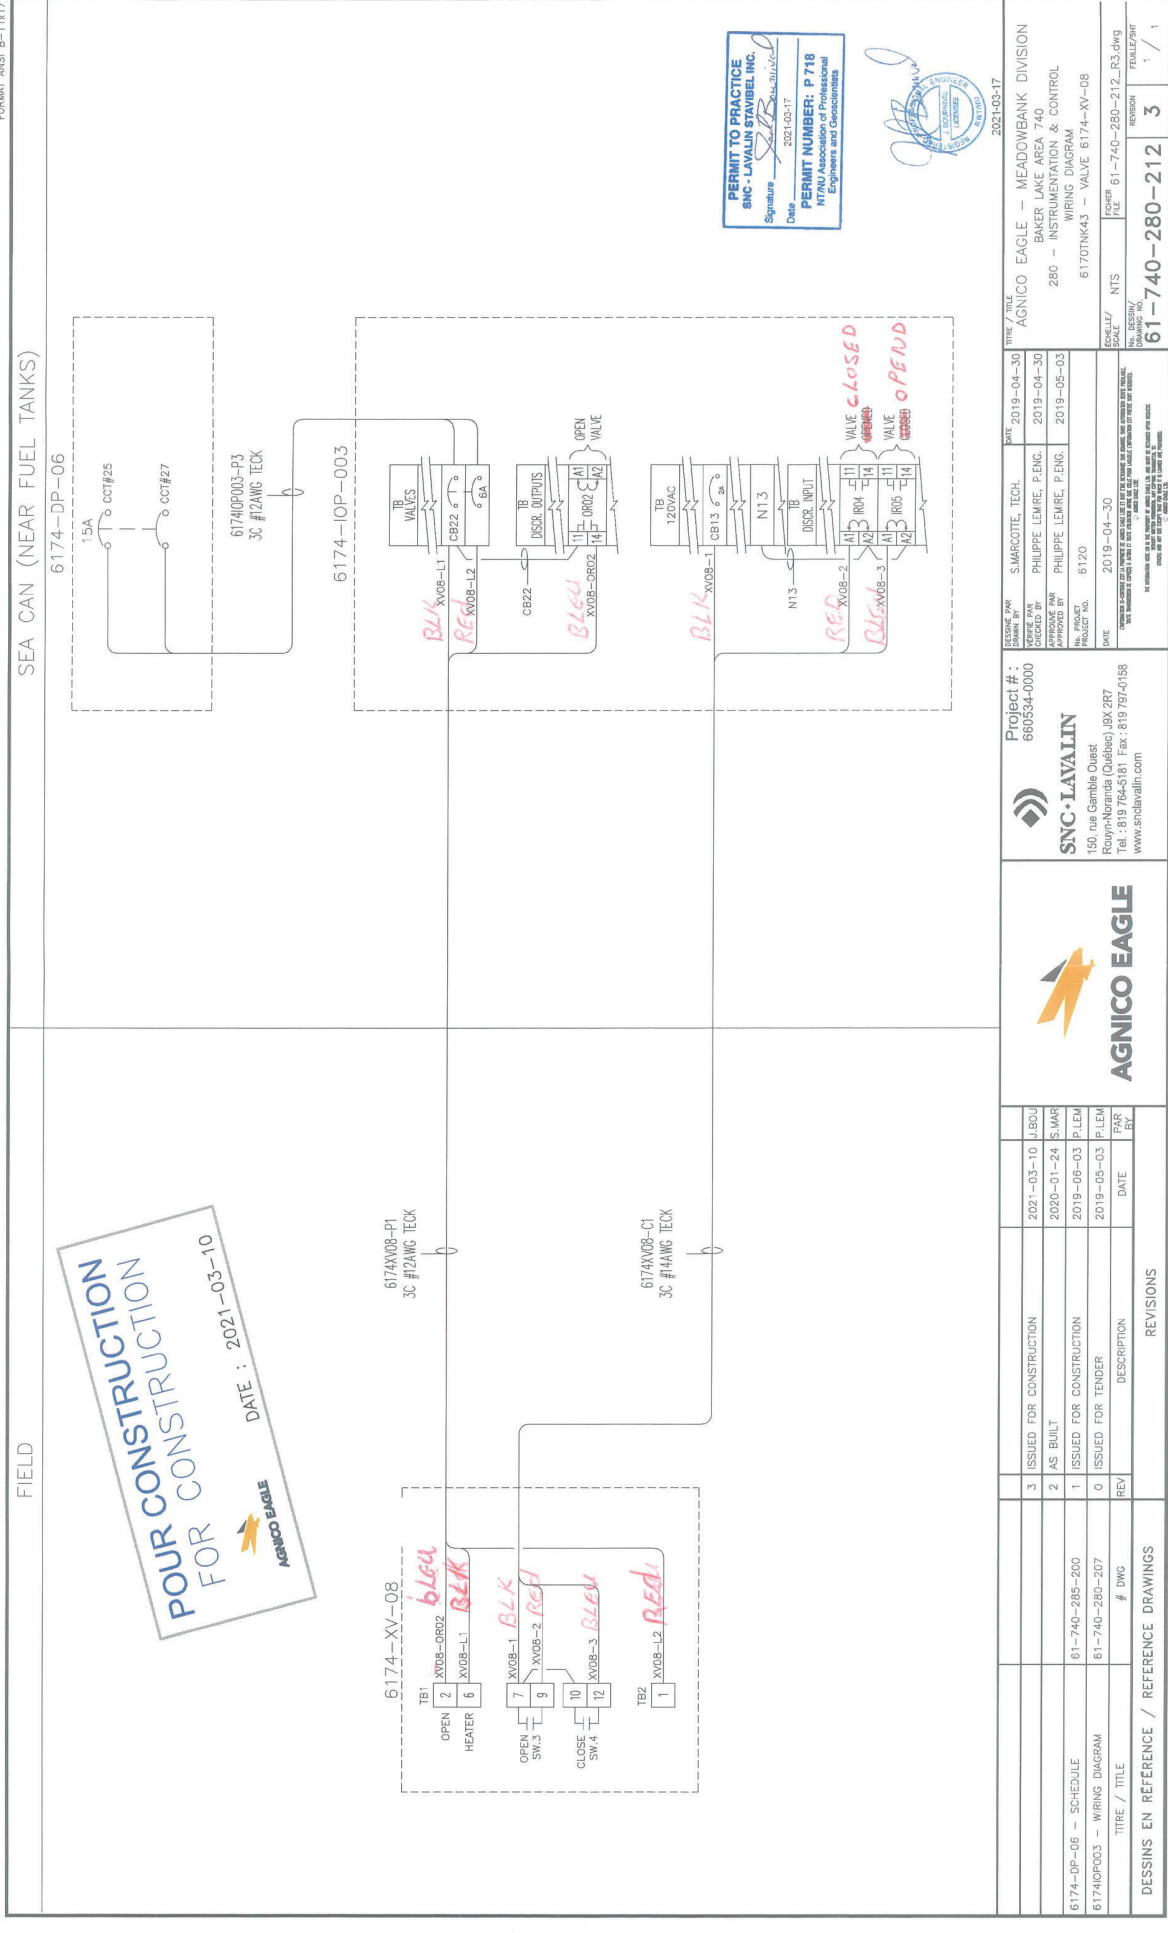 FORMAT ANSI B-11x17
FIELD
SEA CAN (NEAR FUEL TANKS)
POUR CONSTRUCTION
FOR CONSTRUCTION
AGNICO EAGLE
DATE : 2021-03-10
6174-DP-06
15A
CCT#25
CCT#27
6174IOP003-P3
3C #12AWG TECK
6174-IOP-003
TB
VALVES
CB22
6A
BLK
XV08-L1
RED
XV08-L2
CB22
TB
DISCR. OUTPUTS
11
OR02
A1
14
A2
OPEN
VALVE
BLEU
XV08-OR02
TB
120VAC
BLK
XV08-1
CB13
2A
N13
N13
TB
DISCR. INPUT
RED
XV08-2
A1
IR04
11
A2
14
VALVE
OPENED
CLOSED
BLEU
XV08-3
A1
IR05
11
A2
14
VALVE
CLOSED
OPEND
6174XV08-P1
3C #12AWG TECK
6174XV08-C1
3C #14AWG TECK
6174-XV-08
TB1
OPEN
2
XV08-OR02
bLEU
HEATER
6
XV08-L1
BLK
OPEN
SW.3
7
XV08-1
BLK
9
XV08-2
RED
CLOSE
SW.4
10
12
XV08-3
BLEU
TB2
1
XV08-L2
RED
PERMIT TO PRACTICE
SNC - LAVALIN STAVIBEL INC.
Signature
Date 2021-03-17
PERMIT NUMBER: P 718
NT/NU Association of Professional
Engineers and Geoscientists
REGISTERED PROFESSIONAL ENGINEER
J. BOURNIVAL
LICENSEE
NT/NU
2021-03-17
6174-DP-06 - SCHEDULE 61-740-285-200
6174IOP003 - WIRING DIAGRAM 61-740-280-207
TITRE / TITLE # DWG
DESSINS EN RÉFÉRENCE / REFERENCE DRAWINGS
3 ISSUED FOR CONSTRUCTION 2021-03-10 J.BOU
2 AS BUILT 2020-01-24 S.MAR
1 ISSUED FOR CONSTRUCTION 2019-06-03 P.LEM
0 ISSUED FOR TENDER 2019-05-03 P.LEM
REV DESCRIPTION DATE PAR
BY
REVISIONS
AGNICO EAGLE
Project # :
660534-0000
SNC•LAVALIN
150, rue Gamble Ouest
Rouyn-Noranda (Québec) J9X 2R7
Tel. : 819 764-5181 Fax : 819 797-0158
www.snclavalin.com
DESSINÉ PAR
DRAWN BY
S.MARCOTTE, TECH.
DATE 2019-04-30
VÉRIFIÉ PAR
CHECKED BY
PHILIPPE LEMIRE, P.ENG. 2019-04-30
APPROUVÉ PAR
APPROVED BY
PHILIPPE LEMIRE, P.ENG. 2019-05-03
No. PROJET
PROJECT NO.
6120
DATE 2019-04-30
TITRE / TITLE
AGNICO EAGLE - MEADOWBANK DIVISION
BAKER LAKE AREA 740
280 - INSTRUMENTATION & CONTROL
WIRING DIAGRAM
6170TNK43 - VALVE 6174-XV-08
ÉCHELLE/
SCALE
NTS
FICHIER
FILE
61-740-280-212_R3.dwg
No. DESSIN/
DRAWING NO.
61-740-280-212
REVISION
3
FEUILLE/SHT
1 / 1